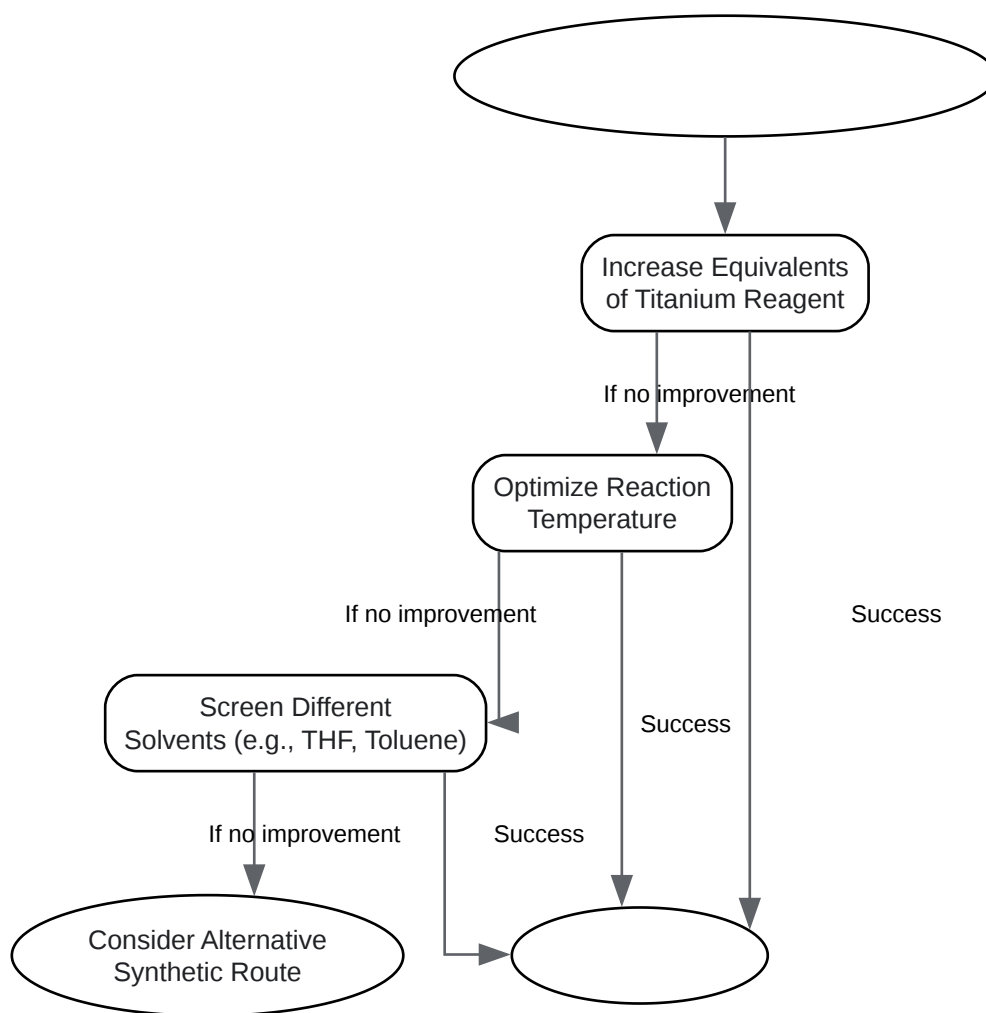 Increase Equivalents
of Titanium Reagent
If no improvement
Optimize Reaction
Temperature
If no improvement
Success
Screen Different
Solvents (e.g., THF, Toluene)
Success
If no improvement
Success
Consider Alternative
Synthetic Route